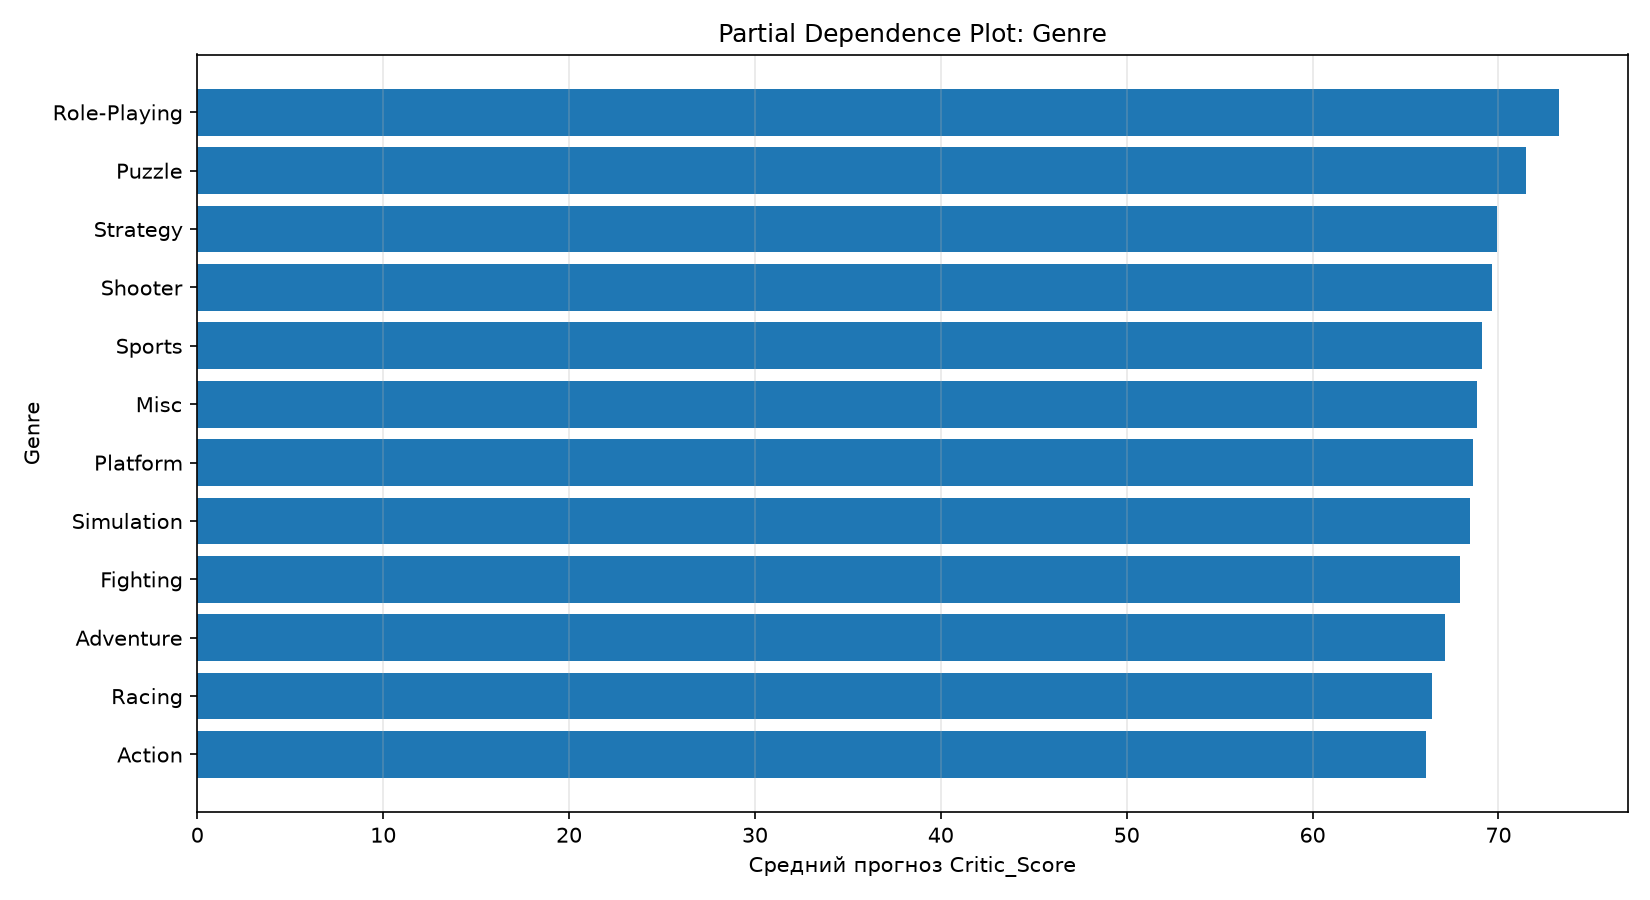 Partial Dependence Plot: Genre
Genre
Role-Playing
Puzzle
Strategy
Shooter
Sports
Misc
Platform
Simulation
Fighting
Adventure
Racing
Action
0 10 20 30 40 50 60 70
Средний прогноз Critic_Score